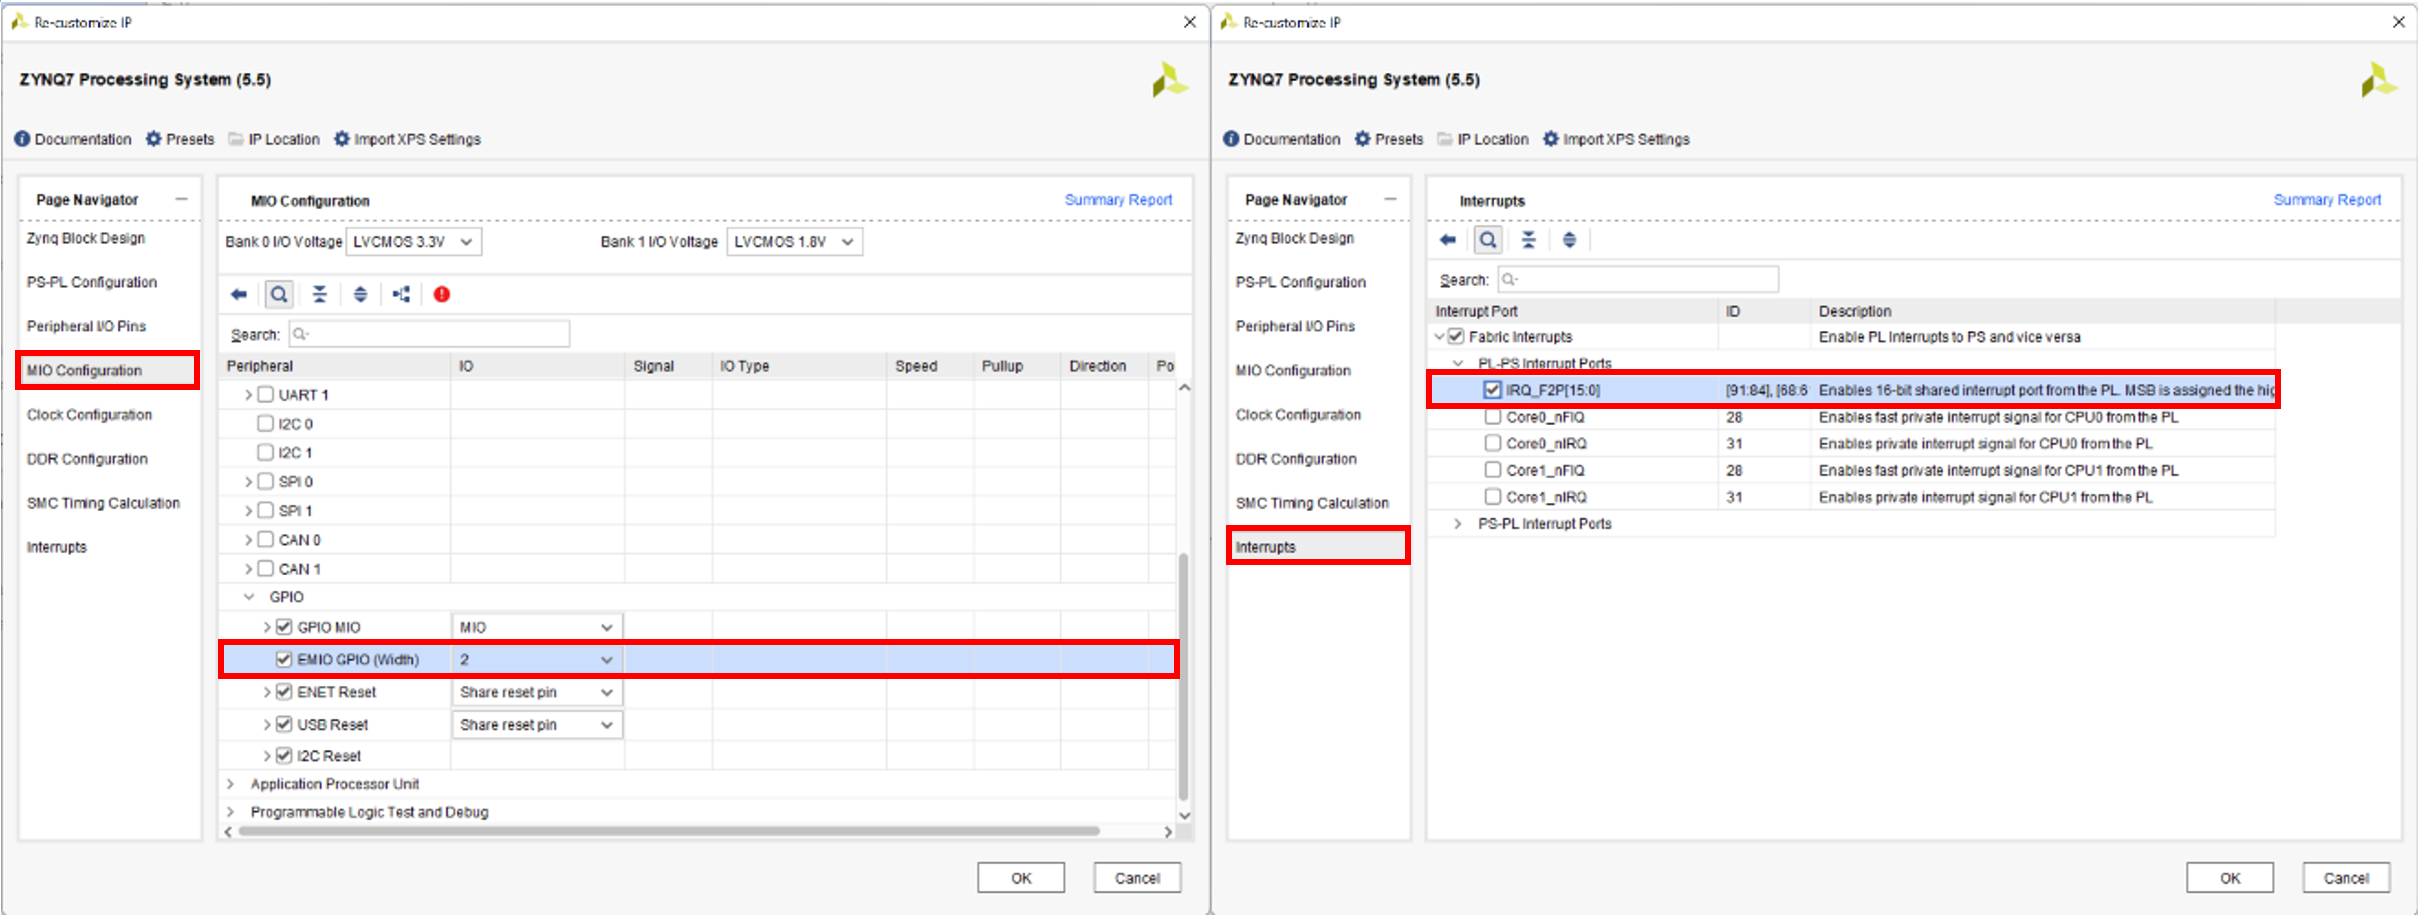 Re-customize IP
ZYNQ7 Processing System (5.5)
Documentation Presets IP Location Import XPS Settings
Page Navigator
Zynq Block Design
PS-PL Configuration
Peripheral I/O Pins
MIO Configuration
Clock Configuration
DDR Configuration
SMC Timing Calculation
Interrupts
MIO Configuration Summary Report
Bank 0 I/O Voltage LVCMOS 3.3V Bank 1 I/O Voltage LVCMOS 1.8V
Search:
Peripheral IO Signal IO Type Speed Pullup Direction Po
UART 1
I2C 0
I2C 1
SPI 0
SPI 1
CAN 0
CAN 1
GPIO
GPIO MIO MIO
EMIO GPIO (Width) 2
ENET Reset Share reset pin
USB Reset Share reset pin
I2C Reset
Application Processor Unit
Programmable Logic Test and Debug
OK Cancel
Re-customize IP
ZYNQ7 Processing System (5.5)
Documentation Presets IP Location Import XPS Settings
Page Navigator
Zynq Block Design
PS-PL Configuration
Peripheral I/O Pins
MIO Configuration
Clock Configuration
DDR Configuration
SMC Timing Calculation
Interrupts
Interrupts Summary Report
Search:
Interrupt Port ID Description
Fabric Interrupts Enable PL Interrupts to PS and vice versa
PL-PS Interrupt Ports
IRQ_F2P[15:0] [91:84], [68:6 Enables 16-bit shared interrupt port from the PL. MSB is assigned the hig
Core0_nFIQ 28 Enables fast private interrupt signal for CPU0 from the PL
Core0_nIRQ 31 Enables private interrupt signal for CPU0 from the PL
Core1_nFIQ 28 Enables fast private interrupt signal for CPU1 from the PL
Core1_nIRQ 31 Enables private interrupt signal for CPU1 from the PL
PS-PL Interrupt Ports
OK Cancel